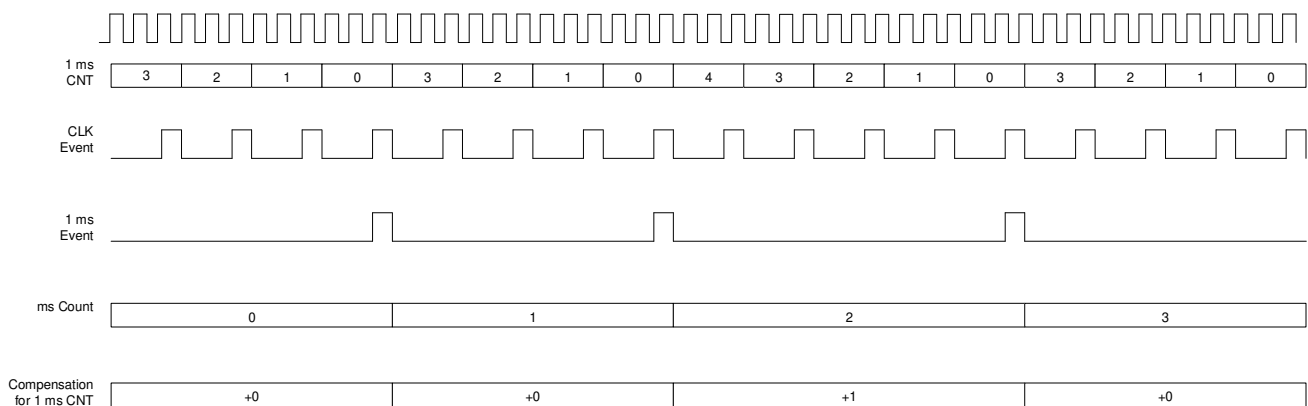 1 ms
CNT
3 2 1 0 3 2 1 0 4 3 2 1 0 3 2 1 0
CLK
Event
1 ms
Event
ms Count
0 1 2 3
Compensation
for 1 ms CNT
+0 +0 +1 +0